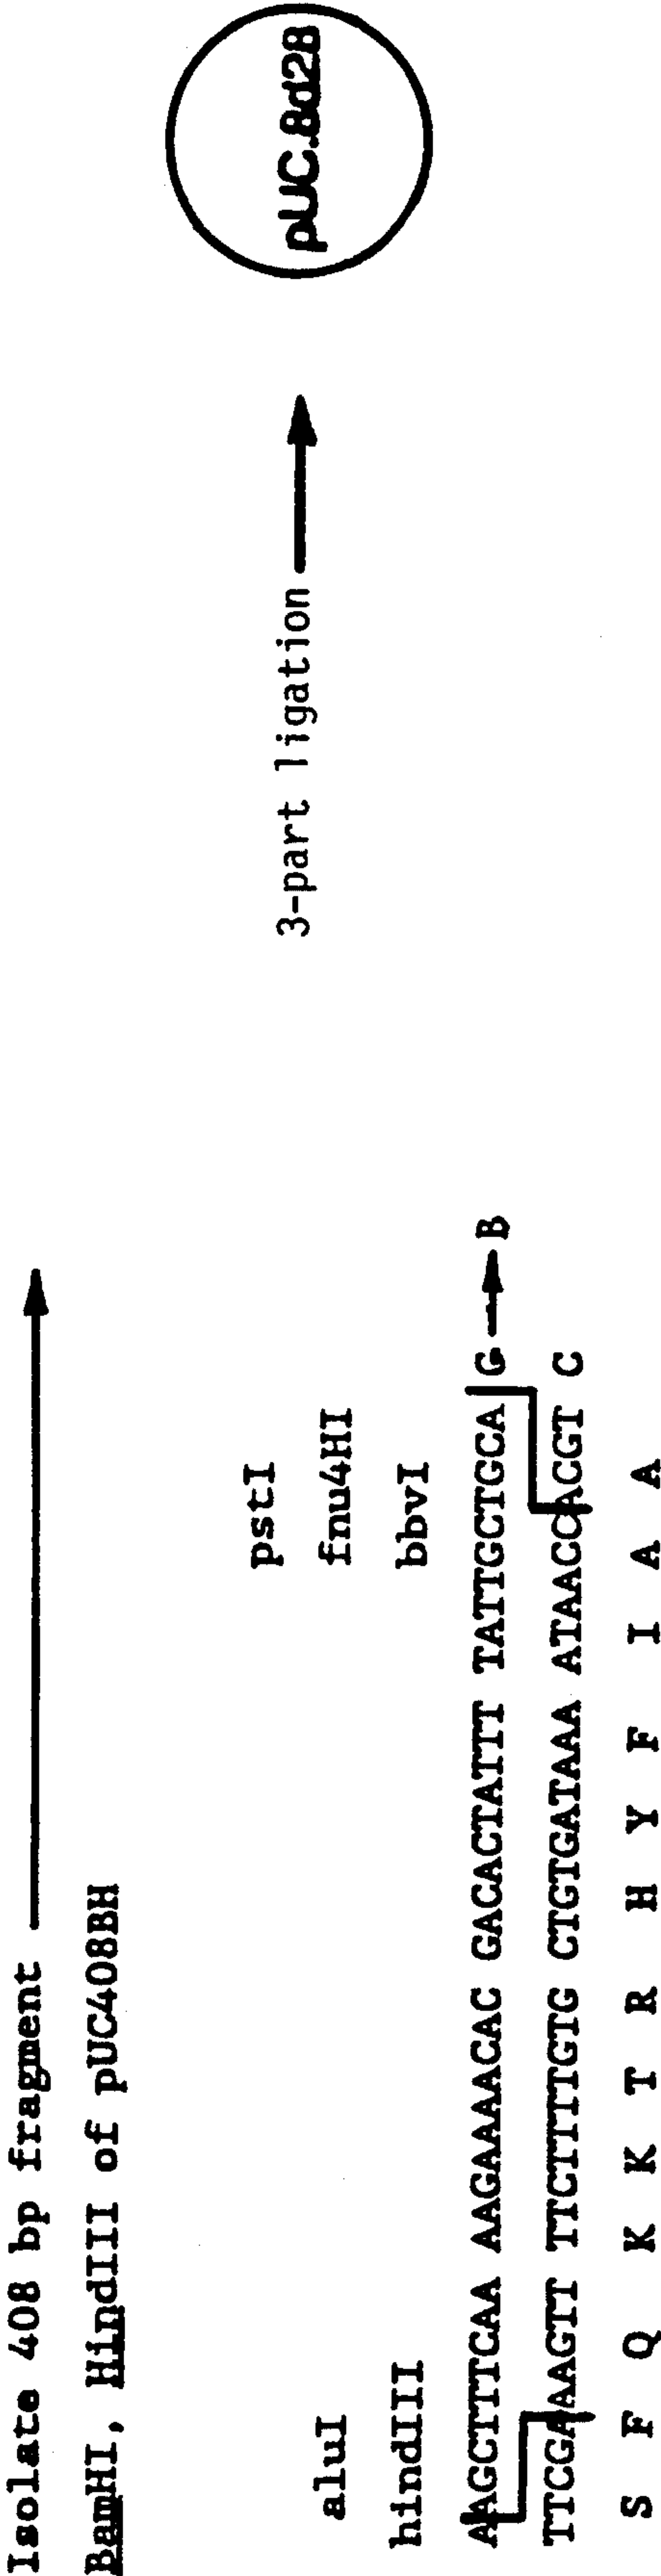 Isolate 408 bp fragment
BamHI, HindIII of pUC408BH
pstI
aluI fnu4HI
hindIII bbvI
AAGCTTTCAA AAGAAAACAC GACACTATTT TATTGCTGCA G B
TTCGAAAGTT TTCTTTTGTG CTGTGATAAA ATAACCACGT C
S F Q K K T R H Y F I A A
3-part ligation
pUC.8d28